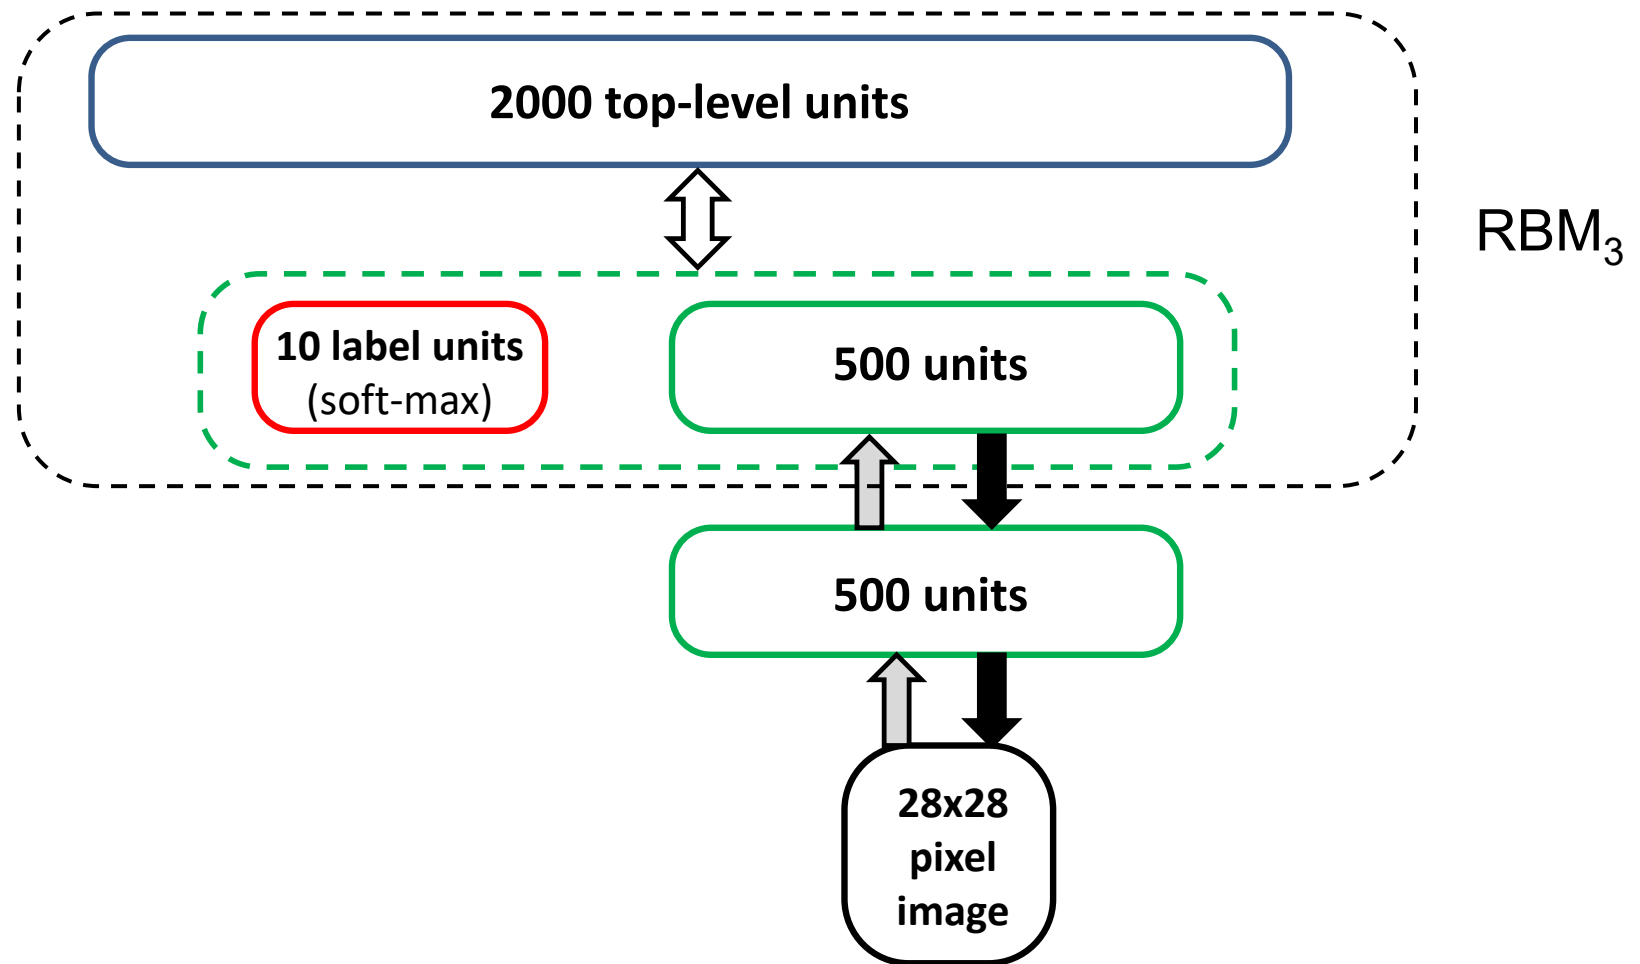 2000 top-level units
RBM₃
10 label units
(soft-max)
500 units
500 units
28x28
pixel
image